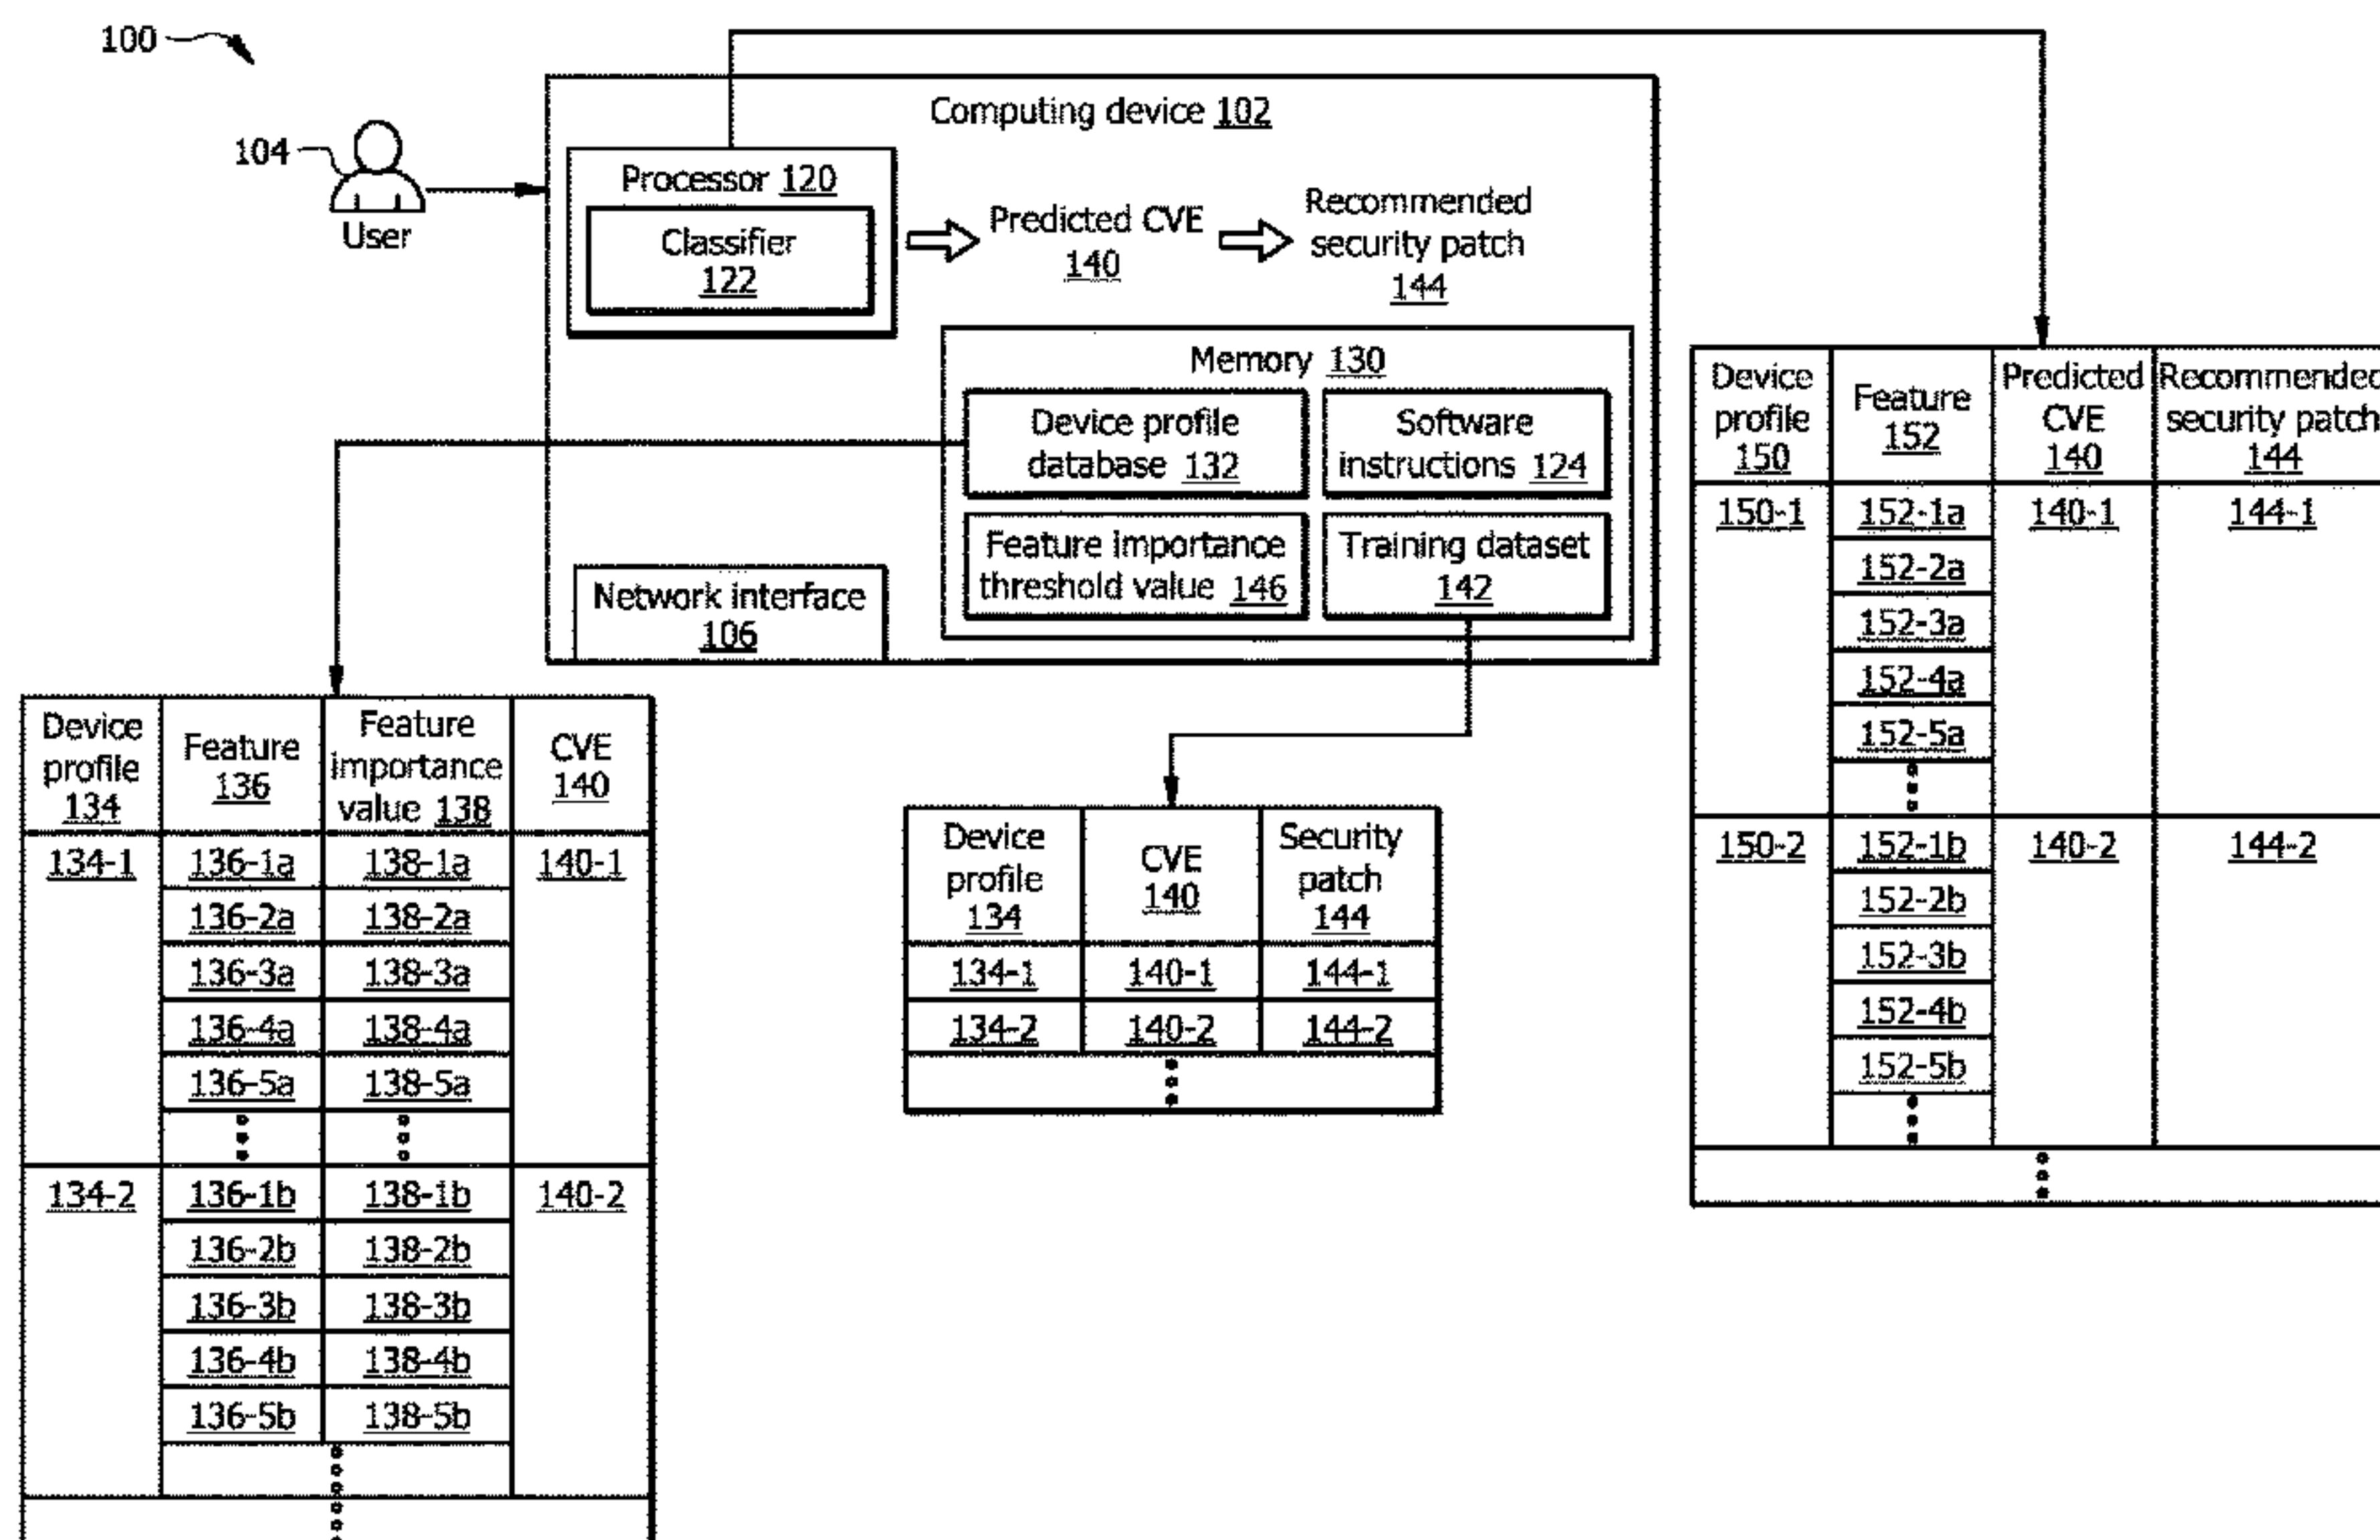 100
104
User
Computing device 102
Processor 120
Classifier
122
Predicted CVE
140
Recommended
security patch
144
Memory 130
Device profile
database 132
Software
instructions 124
Feature importance
threshold value 146
Training dataset
142
Network interface
106
Device
profile
134
Feature
136
Feature
importance
value 138
CVE
140
134-1 136-1a 138-1a 140-1
136-2a 138-2a
136-3a 138-3a
136-4a 138-4a
136-5a 138-5a
134-2 136-1b 138-1b 140-2
136-2b 138-2b
136-3b 138-3b
136-4b 138-4b
136-5b 138-5b
Device
profile
134
CVE
140
Security
patch
144
134-1 140-1 144-1
134-2 140-2 144-2
Device
profile
150
Feature
152
Predicted
CVE
140
Recommended
security patch
144
150-1 152-1a 140-1 144-1
152-2a
152-3a
152-4a
152-5a
150-2 152-1b 140-2 144-2
152-2b
152-3b
152-4b
152-5b